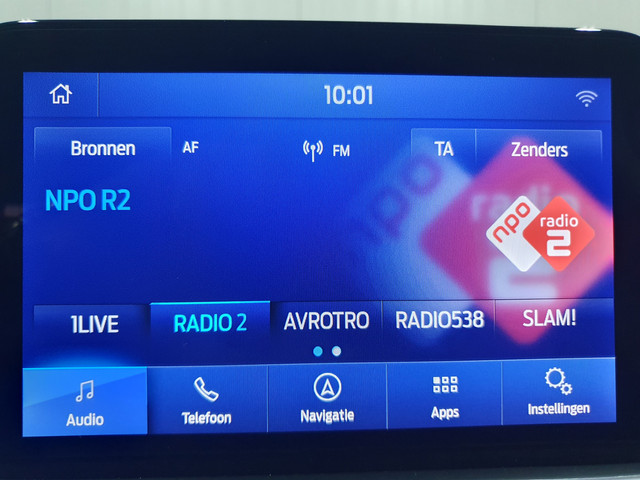 10:01
Bronnen AF FM TA Zenders
NPO R2
npo radio 2
1LIVE RADIO 2 AVROTRO RADIO538 SLAM!
Audio Telefoon Navigatie Apps Instellingen